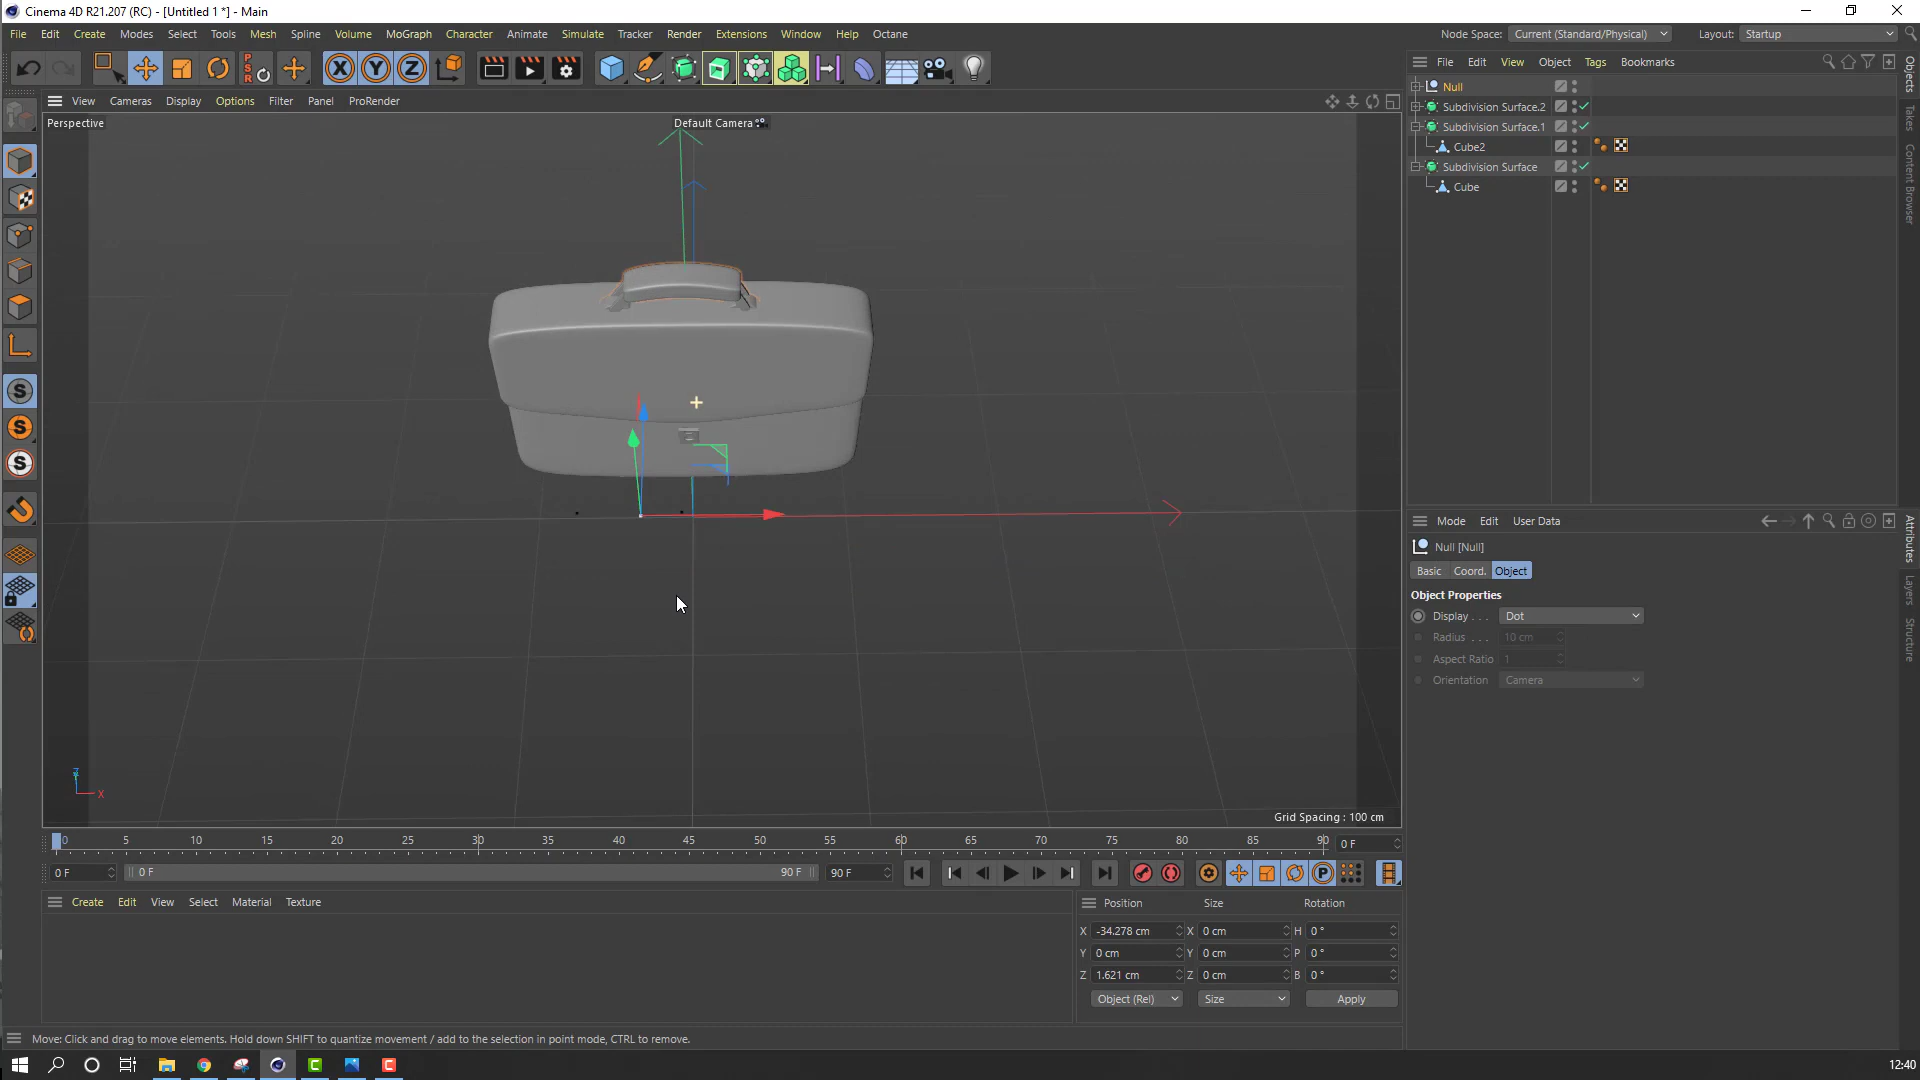 Cinema 4D R21.207 (RC) - [Untitled 1 *] - Main
File Edit Create Modes Select Tools Mesh Spline Volume MoGraph Character Animate Simulate Tracker Render Extensions Window Help Octane
Node Space: Current (Standard/Physical) Layout: Startup
PSR X Y Z
File Edit View Object Tags Bookmarks
View Cameras Display Options Filter Panel ProRender
Perspective
Default Camera
Null
Subdivision Surface.2
Subdivision Surface.1
Cube2
Subdivision Surface
Cube
Objects
Takes
Content Browser
S
S
S
Mode Edit User Data
Null [Null]
Basic Coord. Object
Object Properties
Display . . . Dot
Radius . . . 10 cm
Aspect Ratio 1
Orientation Camera
Attributes
Layers
Structure
Z
X
Grid Spacing : 100 cm
0 5 10 15 20 25 30 35 40 45 50 55 60 65 70 75 80 85 90 0 F
0 F 0 F 90 F 90 F P
Create Edit View Select Material Texture
Position Size Rotation
X -34.278 cm X 0 cm H 0 °
Y 0 cm Y 0 cm P 0 °
Z 1.621 cm Z 0 cm B 0 °
Object (Rel) Size Apply
Move: Click and drag to move elements. Hold down SHIFT to quantize movement / add to the selection in point mode, CTRL to remove.
C C
12:40